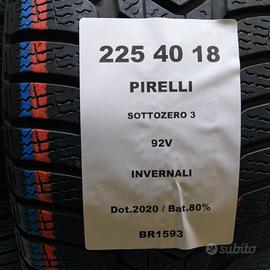 225 40 18
PIRELLI
SOTTOZERO 3
92V
INVERNALI
Dot.2020 / Bat.80%
BR1593
subito